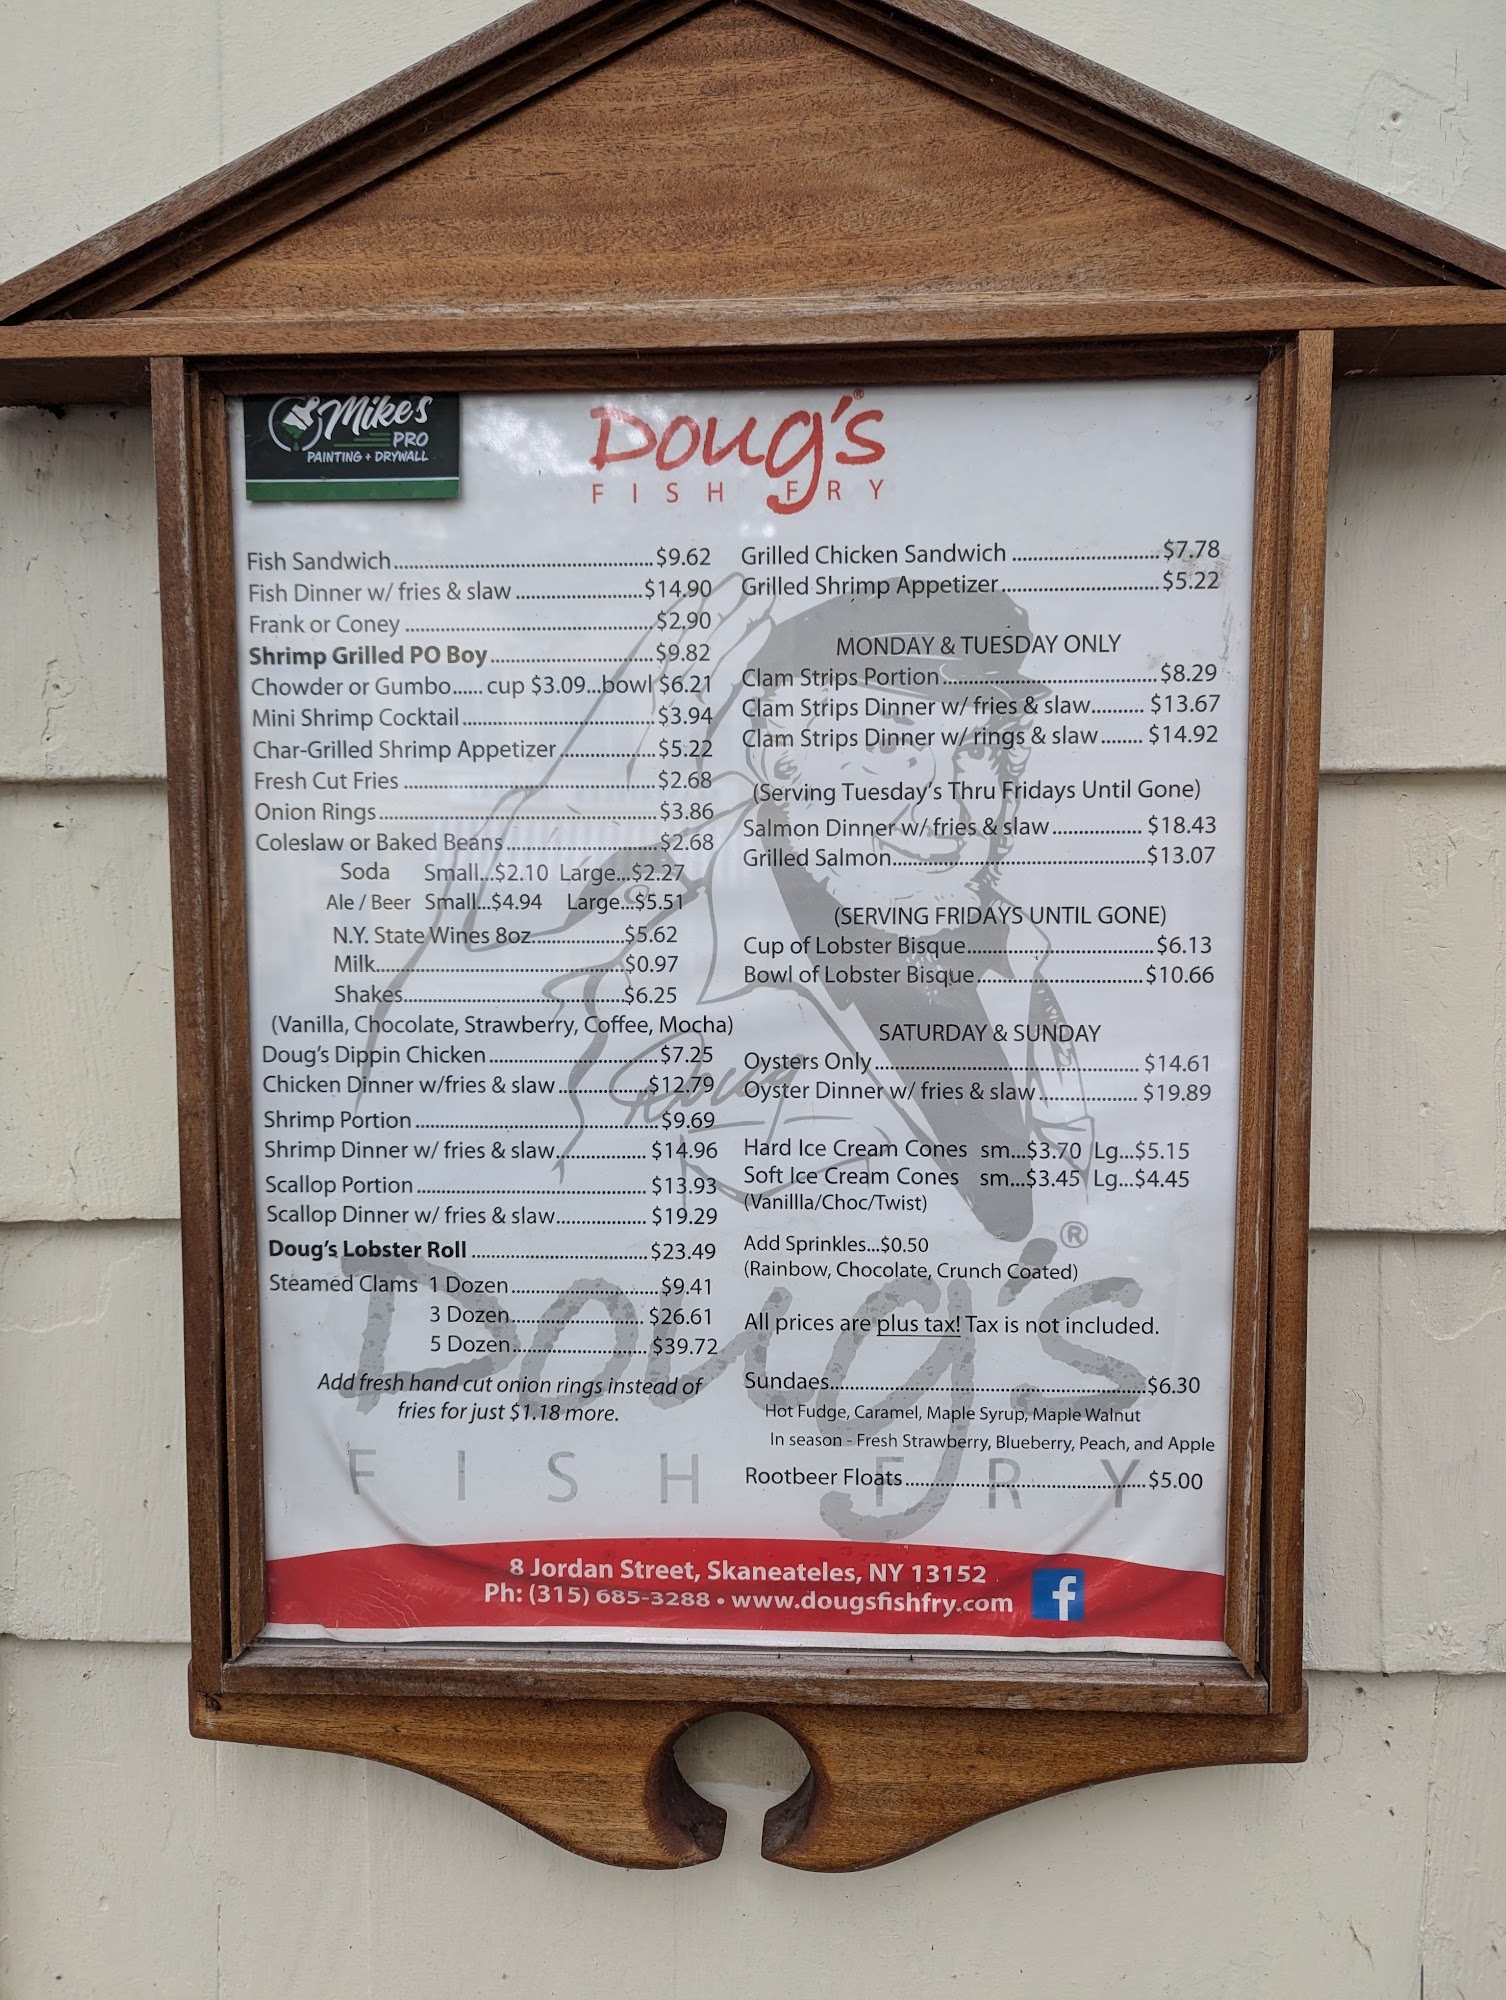 Mike's
PRO
PAINTING + DRYWALL
Doug's®
FISH FRY
Fish Sandwich....$9.62
Fish Dinner w/ fries & slaw....$14.90
Frank or Coney....$2.90
Shrimp Grilled PO Boy....$9.82
Chowder or Gumbo...... cup $3.09...bowl $6.21
Mini Shrimp Cocktail....$3.94
Char-Grilled Shrimp Appetizer....$5.22
Fresh Cut Fries....$2.68
Onion Rings....$3.86
Coleslaw or Baked Beans....$2.68
Soda Small...$2.10 Large...$2.27
Ale / Beer Small...$4.94 Large...$5.51
N.Y. State Wines 8oz....$5.62
Milk....$0.97
Shakes....$6.25
(Vanilla, Chocolate, Strawberry, Coffee, Mocha)
Doug's Dippin Chicken....$7.25
Chicken Dinner w/fries & slaw....$12.79
Shrimp Portion....$9.69
Shrimp Dinner w/ fries & slaw....$14.96
Scallop Portion....$13.93
Scallop Dinner w/ fries & slaw....$19.29
Doug's Lobster Roll....$23.49
Steamed Clams 1 Dozen....$9.41
3 Dozen....$26.61
5 Dozen....$39.72
Add fresh hand cut onion rings instead of
fries for just $1.18 more.
Grilled Chicken Sandwich....$7.78
Grilled Shrimp Appetizer....$5.22
MONDAY & TUESDAY ONLY
Clam Strips Portion....$8.29
Clam Strips Dinner w/ fries & slaw....$13.67
Clam Strips Dinner w/ rings & slaw....$14.92
(Serving Tuesday's Thru Fridays Until Gone)
Salmon Dinner w/ fries & slaw....$18.43
Grilled Salmon....$13.07
(SERVING FRIDAYS UNTIL GONE)
Cup of Lobster Bisque....$6.13
Bowl of Lobster Bisque....$10.66
SATURDAY & SUNDAY
Oysters Only....$14.61
Oyster Dinner w/ fries & slaw....$19.89
Hard Ice Cream Cones sm...$3.70 Lg...$5.15
Soft Ice Cream Cones sm...$3.45 Lg...$4.45
(Vanillla/Choc/Twist)
Add Sprinkles...$0.50
(Rainbow, Chocolate, Crunch Coated)
All prices are plus tax! Tax is not included.
Sundaes....$6.30
Hot Fudge, Caramel, Maple Syrup, Maple Walnut
In season - Fresh Strawberry, Blueberry, Peach, and Apple
Rootbeer Floats....$5.00
Doug
Doug's®
FISH FRY
8 Jordan Street, Skaneateles, NY 13152
Ph: (315) 685-3288 • www.dougsfishfry.com
f